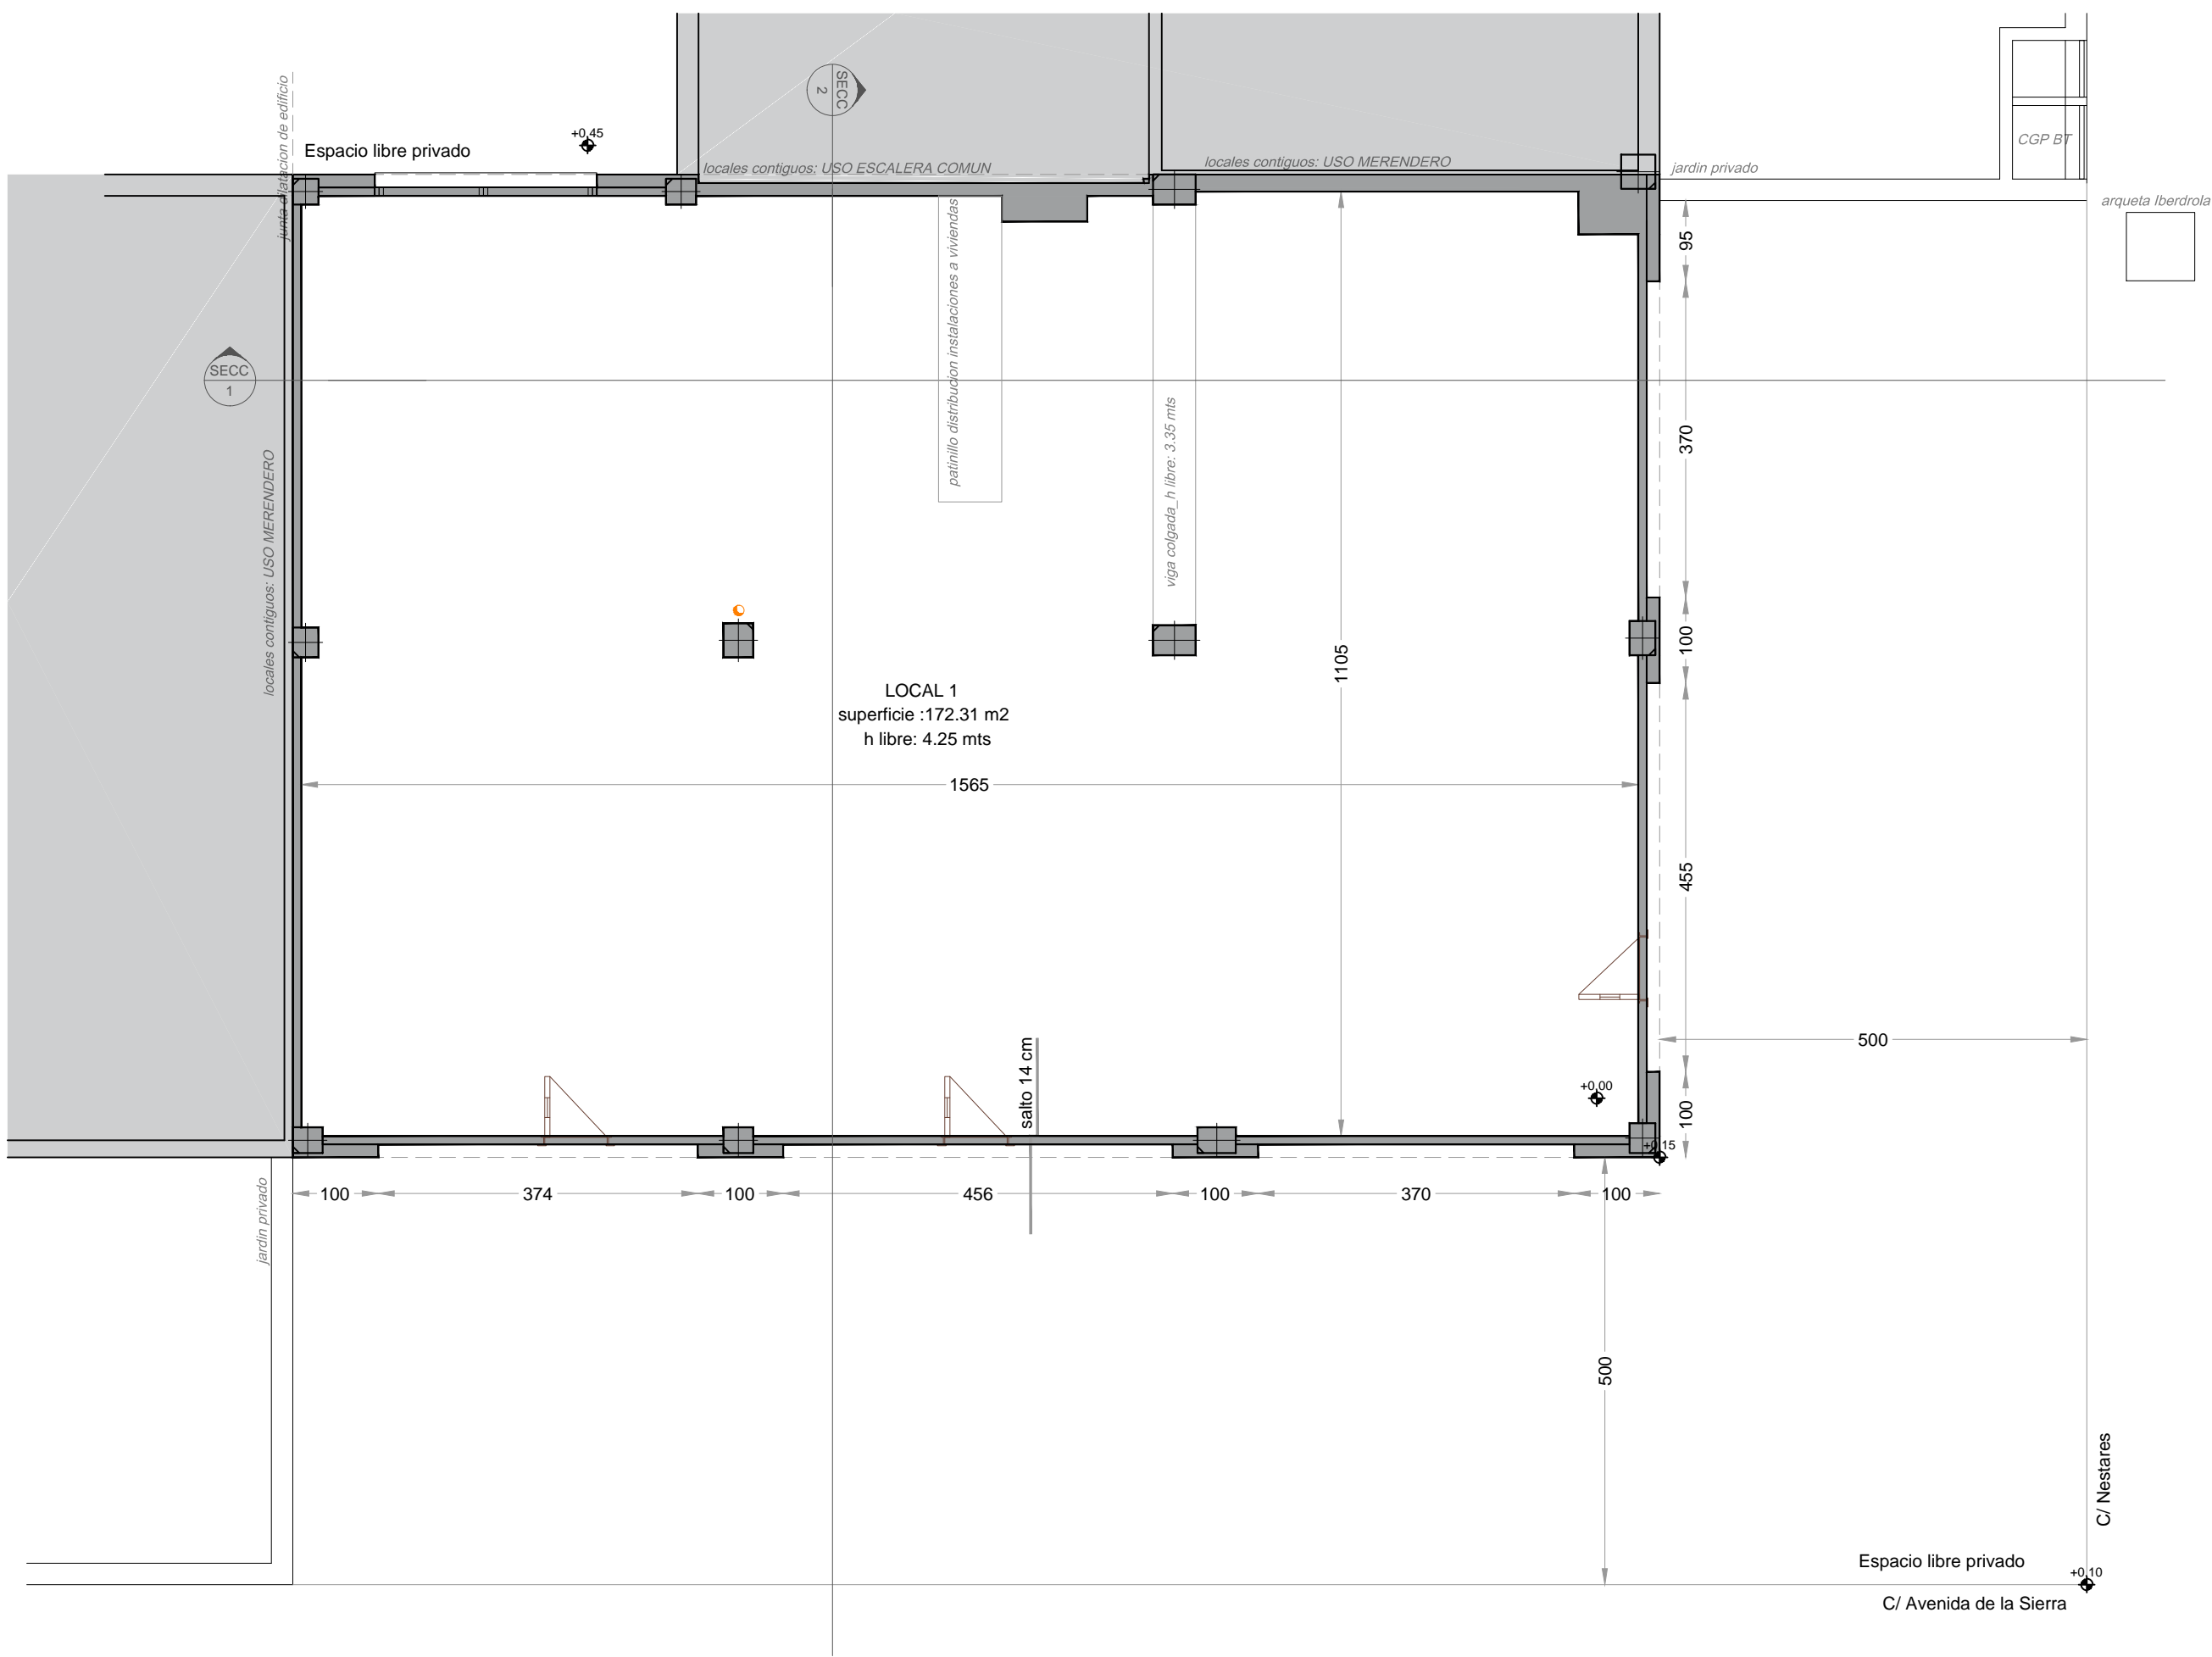 SECC
2
junta dilatacion de edificio
Espacio libre privado
+0,45
locales contiguos: USO ESCALERA COMUN
locales contiguos: USO MERENDERO
jardin privado
CGP BT
arqueta Iberdrola
95
patinillo distribucion instalaciones a viviendas
SECC
1
370
viga colgada_h libre: 3.35 mts
locales contiguos: USO MERENDERO
100
1105
LOCAL 1
superficie :172.31 m2
h libre: 4.25 mts
1565
455
500
salto 14 cm
+0,00
100
+0,15
100
374
100
456
100
370
100
jardin privado
500
C/ Nestares
Espacio libre privado
+0,10
C/ Avenida de la Sierra